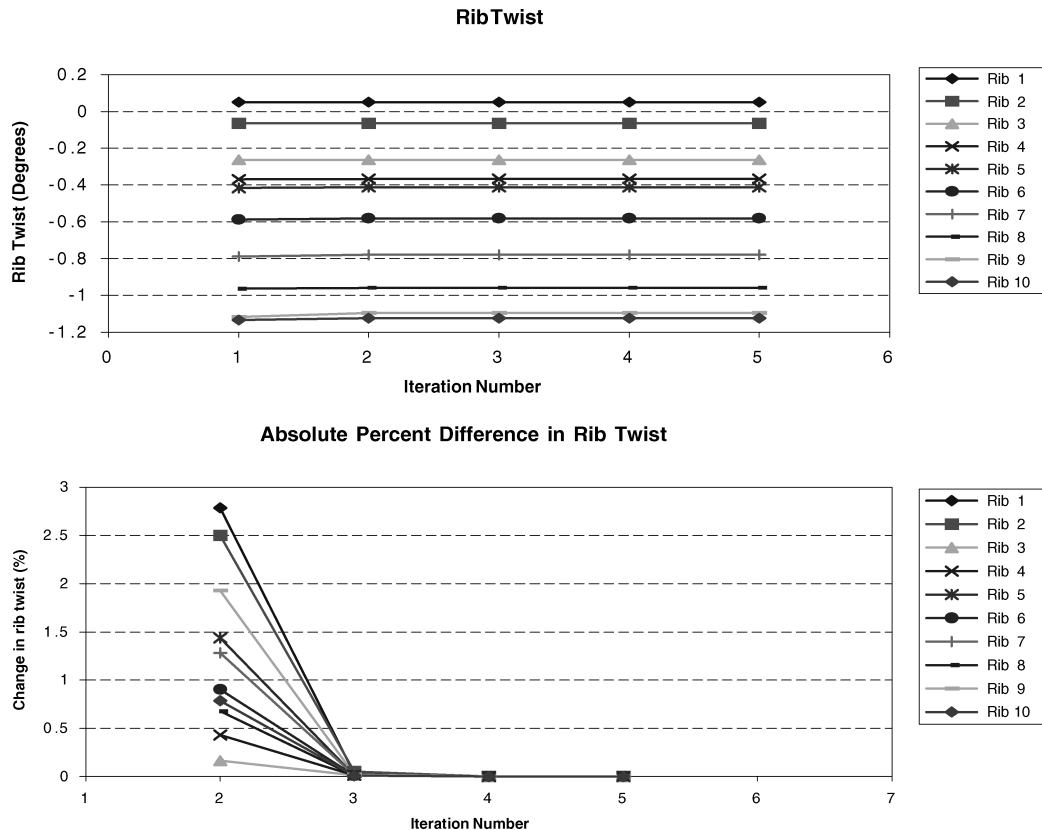 Rib Twist
Rib Twist (Degrees)
0.2
0
-0.2
-0.4
-0.6
-0.8
-1
-1.2
0 1 2 3 4 5 6
Iteration Number
Rib 1
Rib 2
Rib 3
Rib 4
Rib 5
Rib 6
Rib 7
Rib 8
Rib 9
Rib 10
Absolute Percent Difference in Rib Twist
Change in rib twist (%)
3
2.5
2
1.5
1
0.5
0
1 2 3 4 5 6 7
Iteration Number
Rib 1
Rib 2
Rib 3
Rib 4
Rib 5
Rib 6
Rib 7
Rib 8
Rib 9
Rib 10